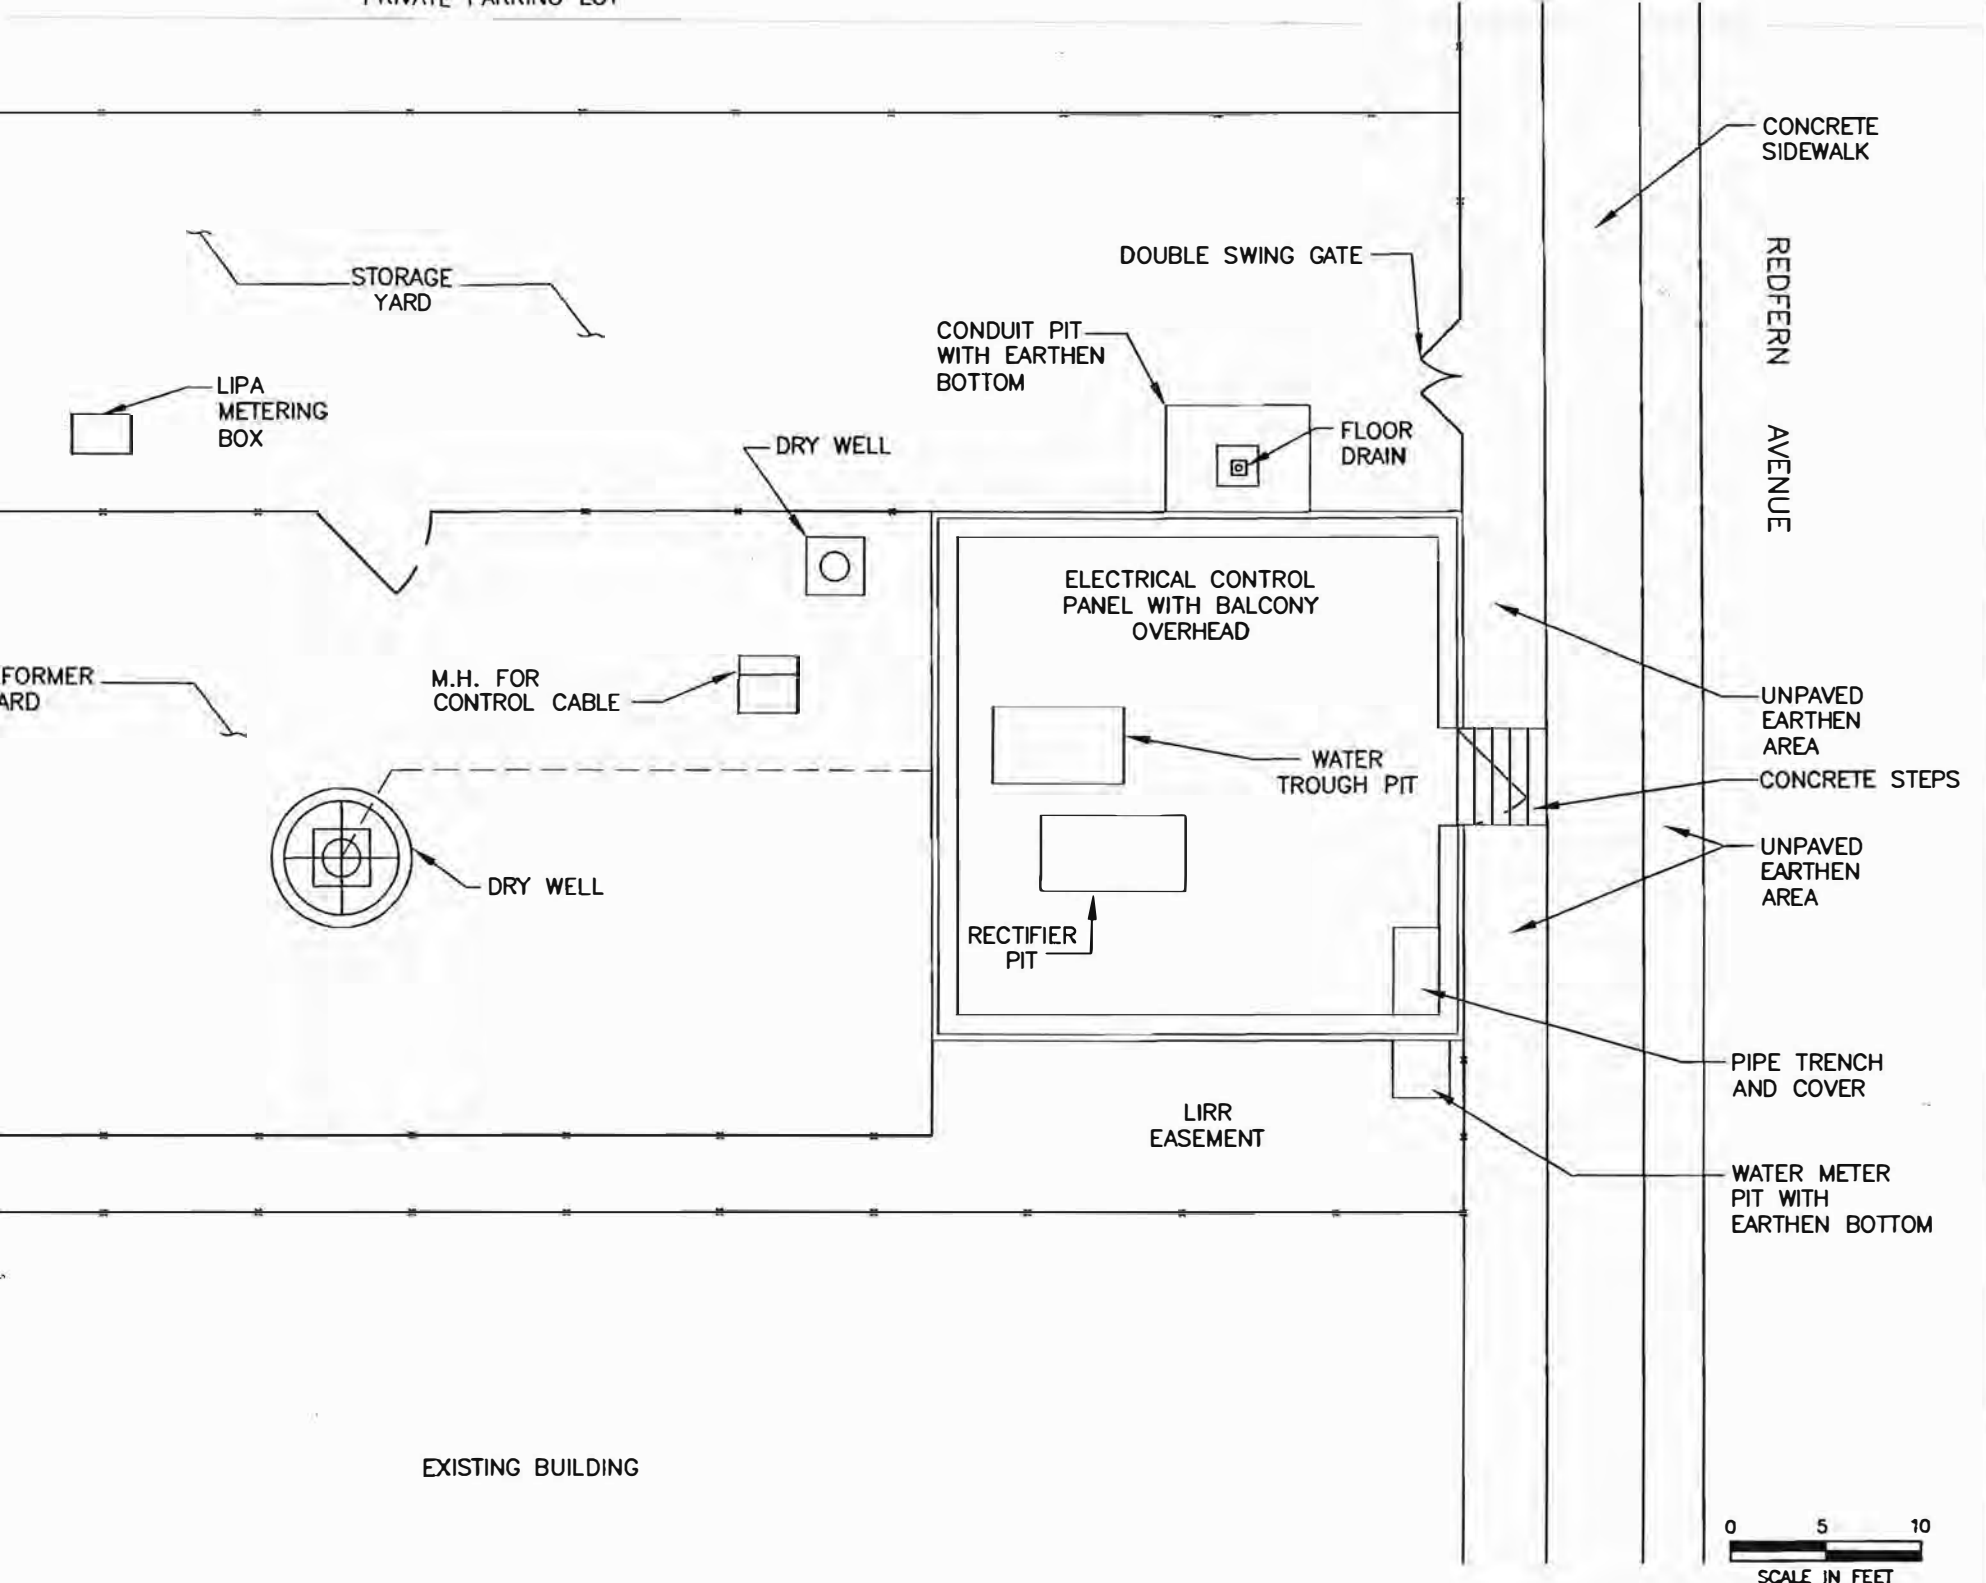 PRIVATE PARKING LOT
CONCRETE
SIDEWALK
REDFERN AVENUE
DOUBLE SWING GATE
STORAGE
YARD
CONDUIT PIT
WITH EARTHEN
BOTTOM
LIPA
METERING
BOX
DRY WELL
FLOOR
DRAIN
ELECTRICAL CONTROL
PANEL WITH BALCONY
OVERHEAD
FORMER
ARD
M.H. FOR
CONTROL CABLE
UNPAVED
EARTHEN
AREA
WATER
TROUGH PIT
CONCRETE STEPS
UNPAVED
EARTHEN
AREA
DRY WELL
RECTIFIER
PIT
PIPE TRENCH
AND COVER
LIRR
EASEMENT
WATER METER
PIT WITH
EARTHEN BOTTOM
EXISTING BUILDING
0 5 10
SCALE IN FEET